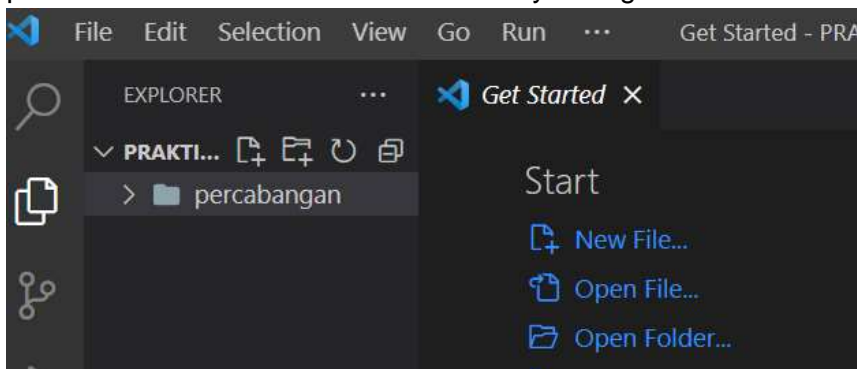 File Edit Selection View Go Run ... Get Started - PRA
EXPLORER ... Get Started
PRAKTI...
percabangan
Start
New File...
Open File...
Open Folder...